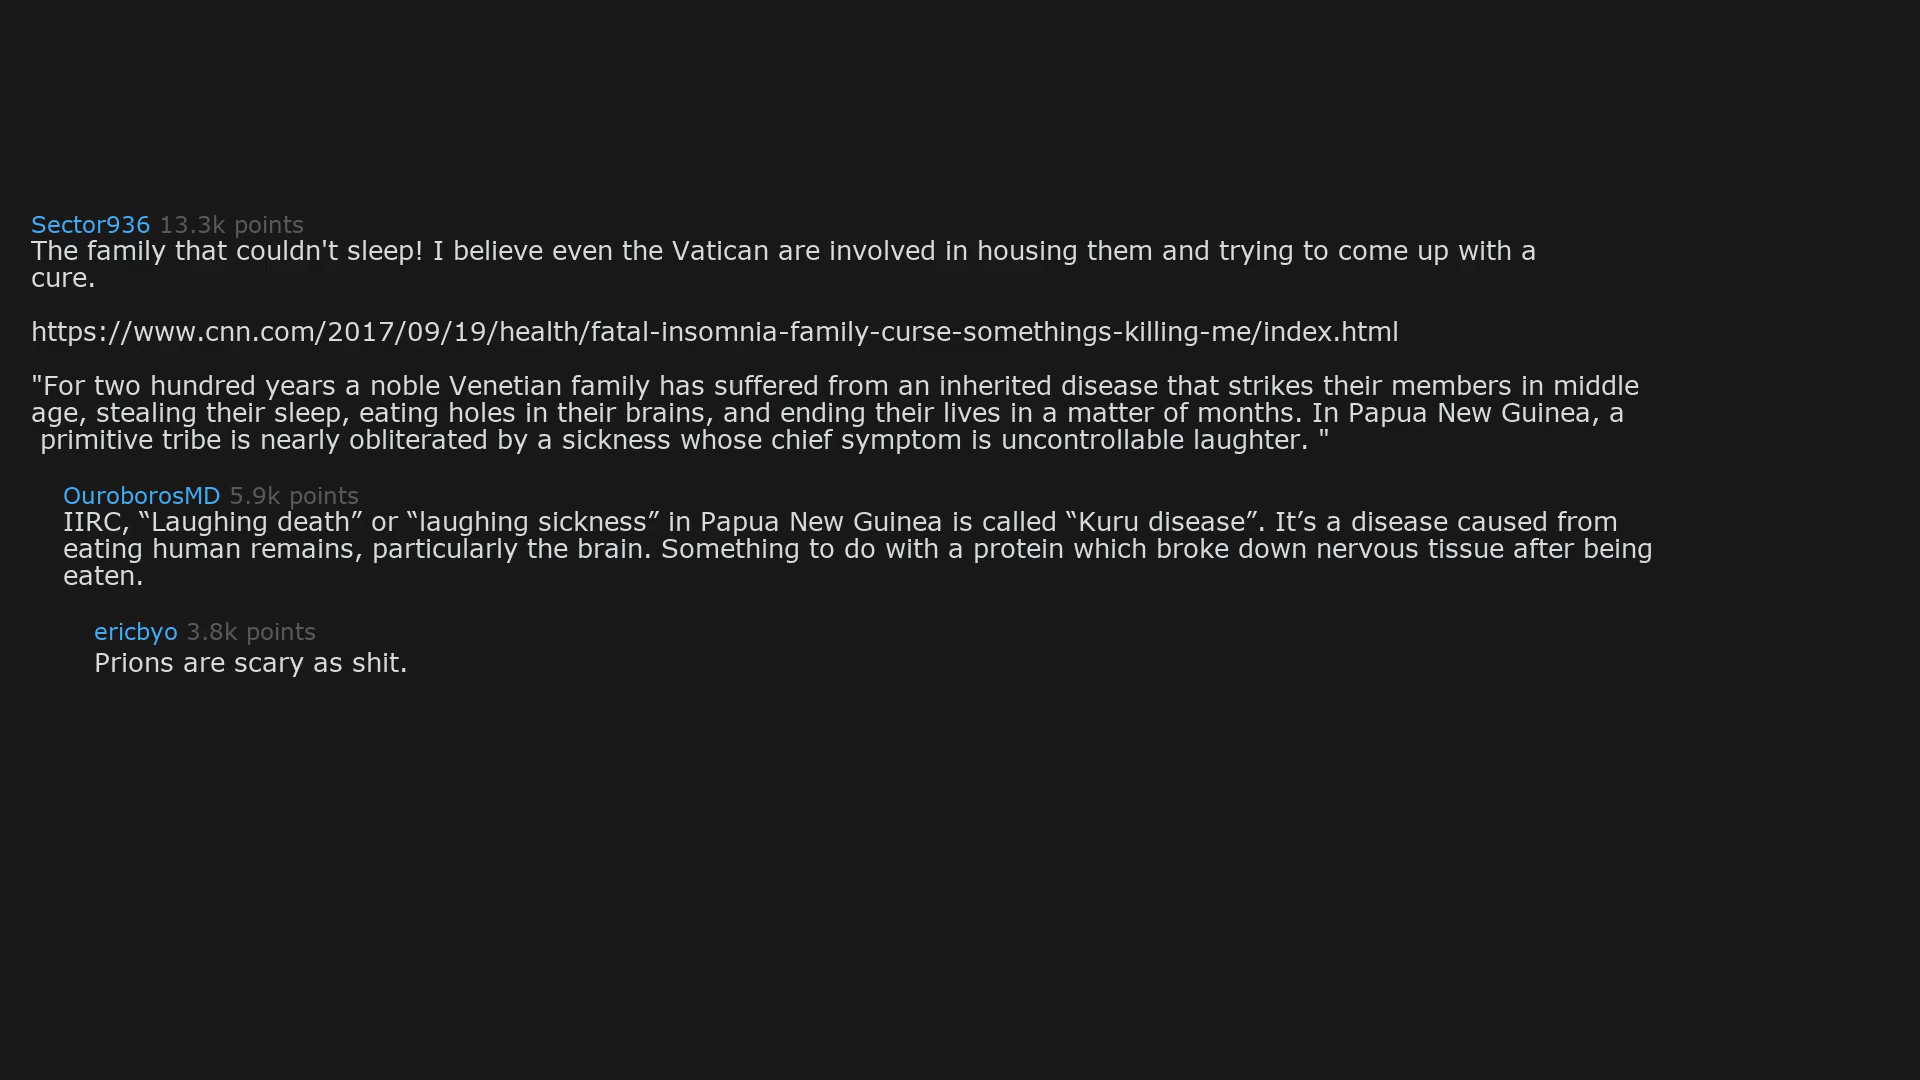 Sector936 13.3k points
The family that couldn't sleep! I believe even the Vatican are involved in housing them and trying to come up with a
cure.
https://www.cnn.com/2017/09/19/health/fatal-insomnia-family-curse-somethings-killing-me/index.html
"For two hundred years a noble Venetian family has suffered from an inherited disease that strikes their members in middle
age, stealing their sleep, eating holes in their brains, and ending their lives in a matter of months. In Papua New Guinea, a
primitive tribe is nearly obliterated by a sickness whose chief symptom is uncontrollable laughter. "
OuroborosMD 5.9k points
IIRC, “Laughing death” or “laughing sickness” in Papua New Guinea is called “Kuru disease”. It’s a disease caused from
eating human remains, particularly the brain. Something to do with a protein which broke down nervous tissue after being
eaten.
ericbyo 3.8k points
Prions are scary as shit.